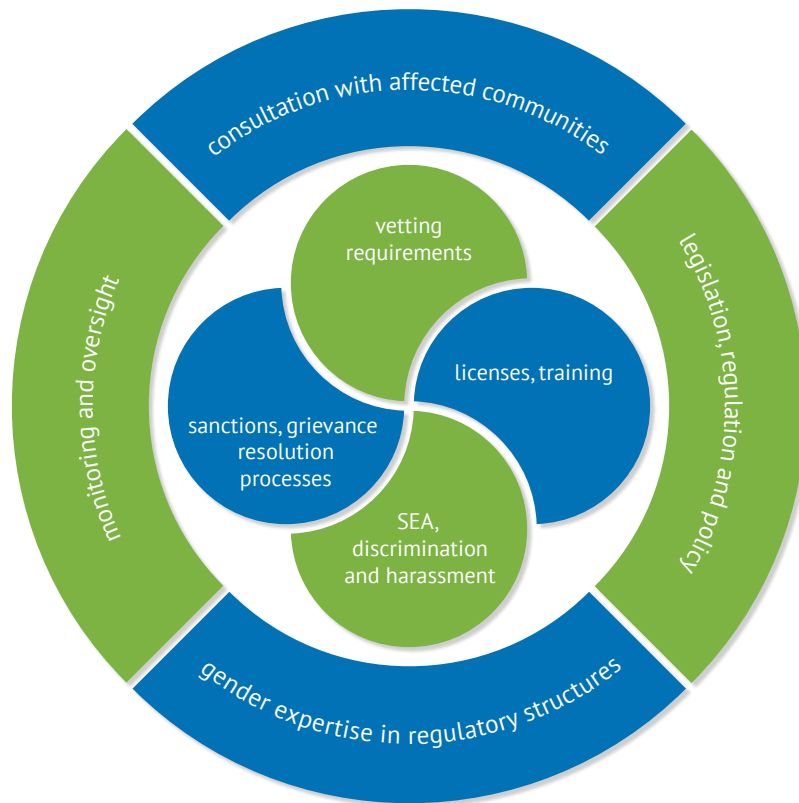 consultation with affected communities
legislation, regulation and policy
gender expertise in regulatory structures
monitoring and oversight
vetting
requirements
licenses, training
SEA,
discrimination
and harassment
sanctions, grievance
resolution
processes